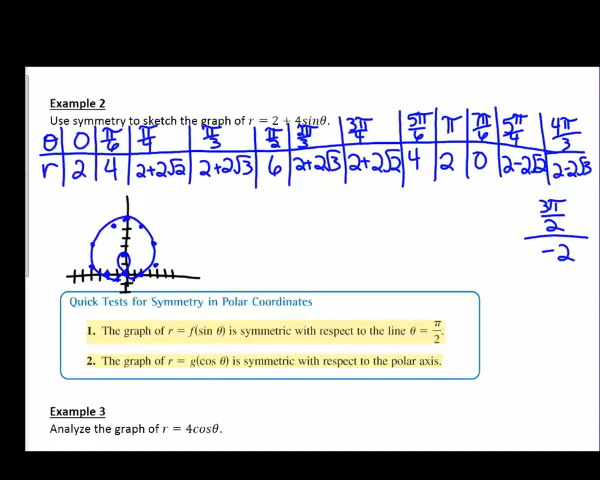 Example 2
Use symmetry to sketch the graph of r = 2 + 4sinθ.
θ 0 π/6 π/4 π/3 π/2 2π/3 3π/4 5π/6 π 7π/6 5π/4 4π/3
r 2 4 2+2√2 2+2√3 6 2+2√3 2+2√2 4 2 0 2-2√2 2-2√3
3π/2
-2
Quick Tests for Symmetry in Polar Coordinates
1. The graph of r = f(sin θ) is symmetric with respect to the line θ = π/2.
2. The graph of r = g(cos θ) is symmetric with respect to the polar axis.
Example 3
Analyze the graph of r = 4cosθ.